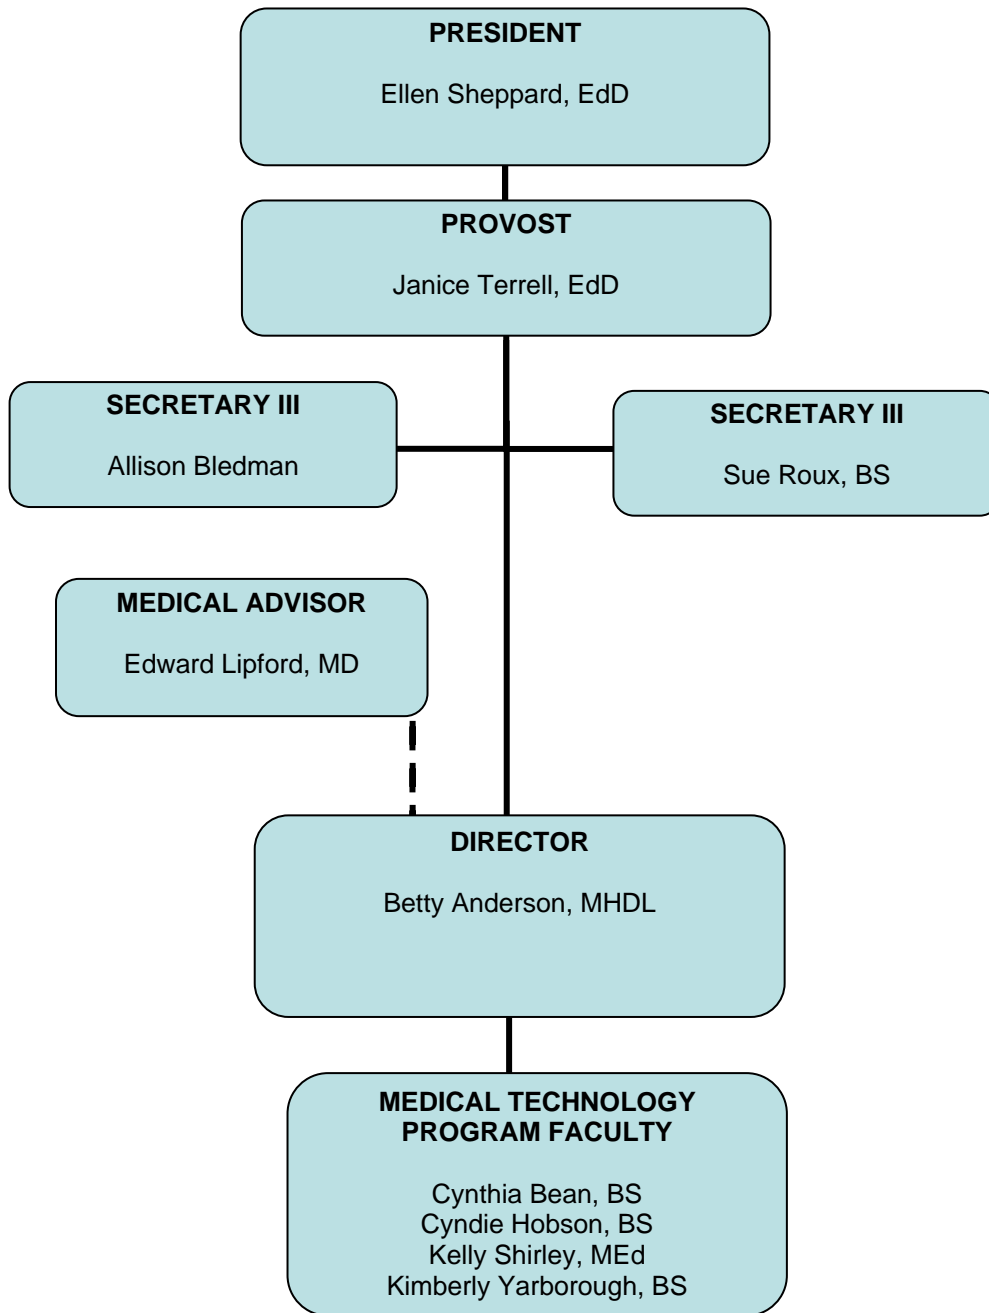 PRESIDENT
Ellen Sheppard, EdD
PROVOST
Janice Terrell, EdD
SECRETARY III
Allison Bledman
SECRETARY III
Sue Roux, BS
MEDICAL ADVISOR
Edward Lipford, MD
DIRECTOR
Betty Anderson, MHDL
MEDICAL TECHNOLOGY
PROGRAM FACULTY
Cynthia Bean, BS
Cyndie Hobson, BS
Kelly Shirley, MEd
Kimberly Yarborough, BS